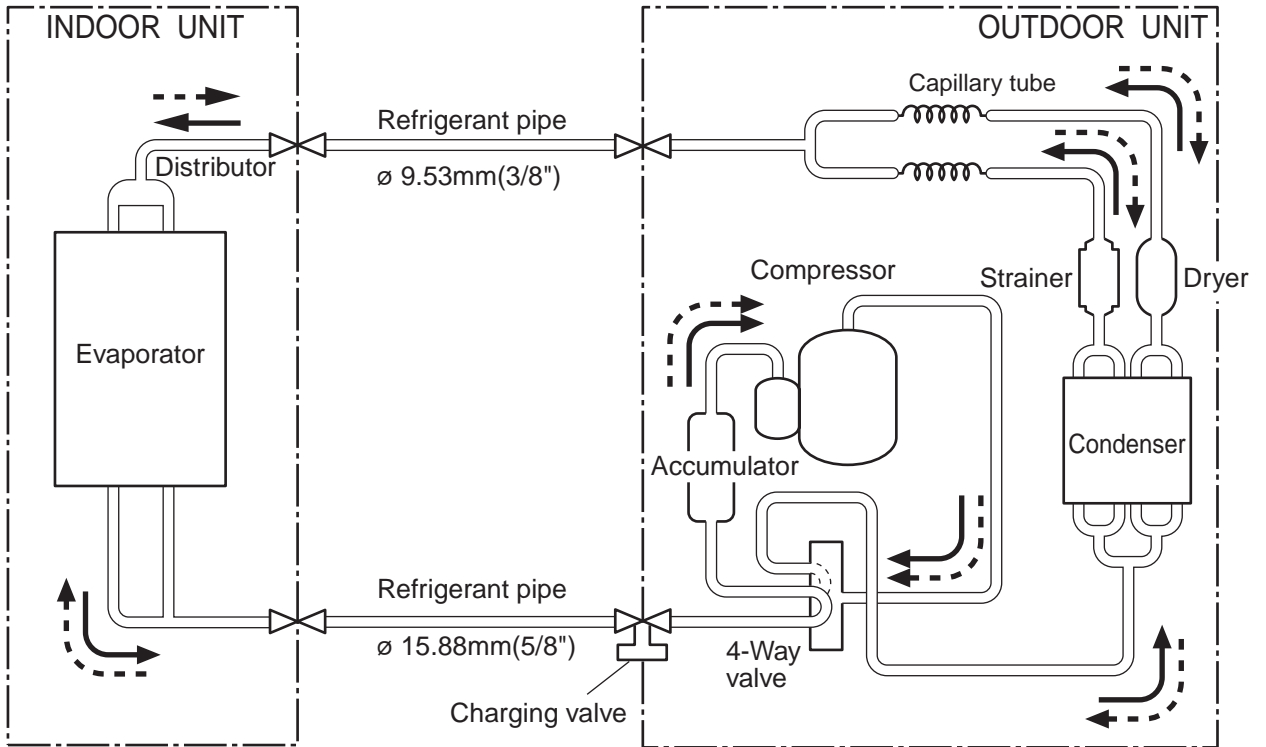 INDOOR UNIT
OUTDOOR UNIT
Capillary tube
Refrigerant pipe
Distributor
ø 9.53mm(3/8")
Compressor
Strainer
Dryer
Evaporator
Condenser
Accumulator
Refrigerant pipe
ø 15.88mm(5/8")
4-Way
valve
Charging valve